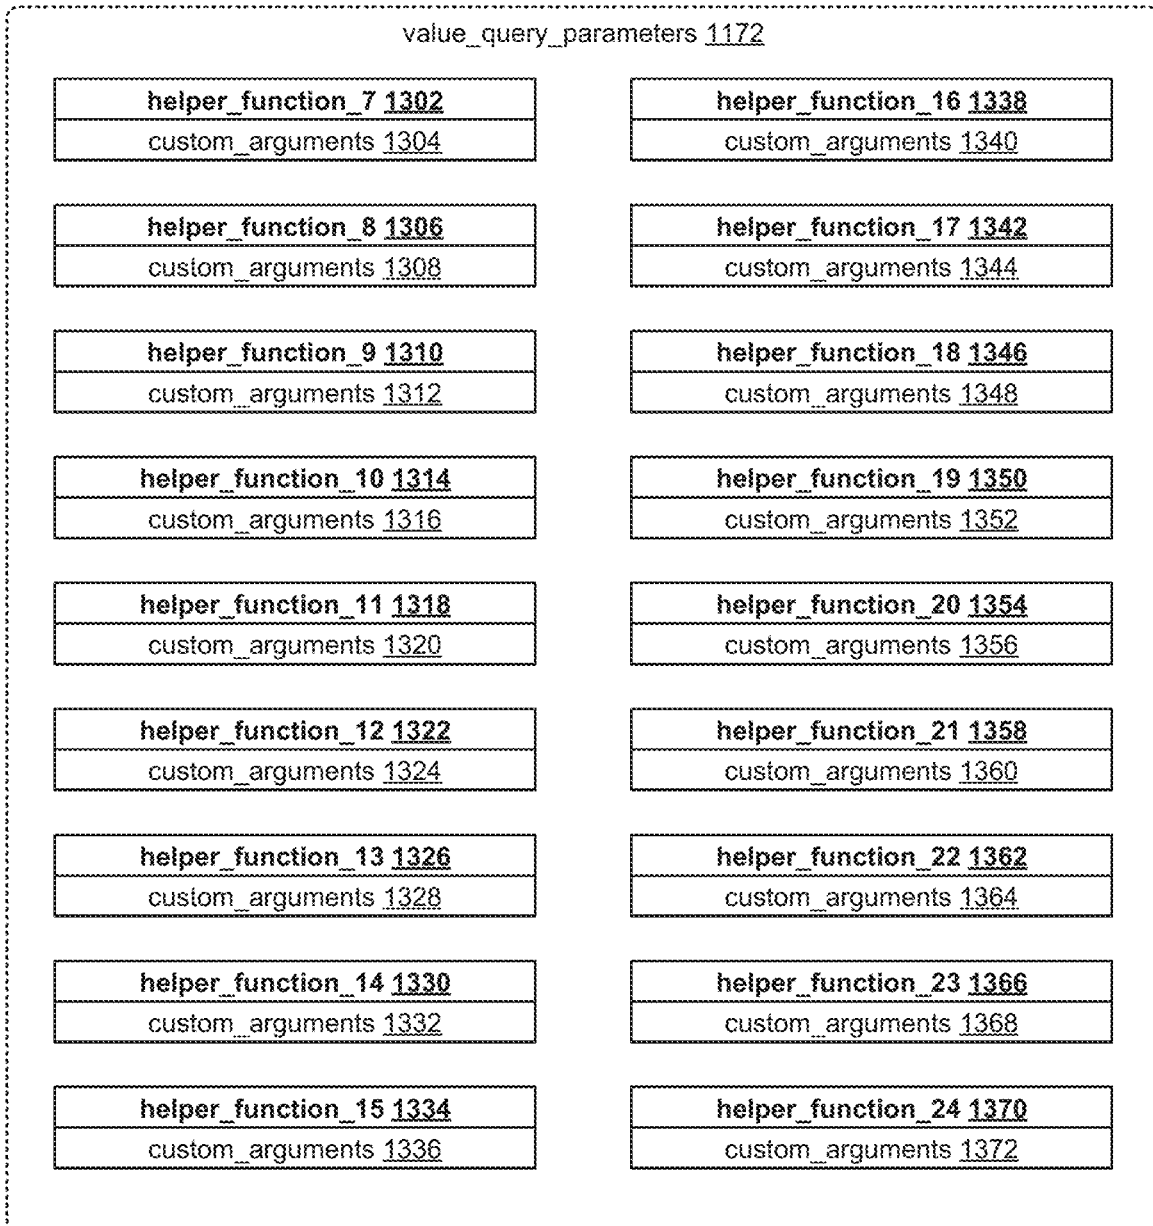 value_query_parameters 1172
helper_function_7 1302
custom_arguments 1304
helper_function_8 1306
custom_arguments 1308
helper_function_9 1310
custom_arguments 1312
helper_function_10 1314
custom_arguments 1316
helper_function_11 1318
custom_arguments 1320
helper_function_12 1322
custom_arguments 1324
helper_function_13 1326
custom_arguments 1328
helper_function_14 1330
custom_arguments 1332
helper_function_15 1334
custom_arguments 1336
helper_function_16 1338
custom_arguments 1340
helper_function_17 1342
custom_arguments 1344
helper_function_18 1346
custom_arguments 1348
helper_function_19 1350
custom_arguments 1352
helper_function_20 1354
custom_arguments 1356
helper_function_21 1358
custom_arguments 1360
helper_function_22 1362
custom_arguments 1364
helper_function_23 1366
custom_arguments 1368
helper_function_24 1370
custom_arguments 1372